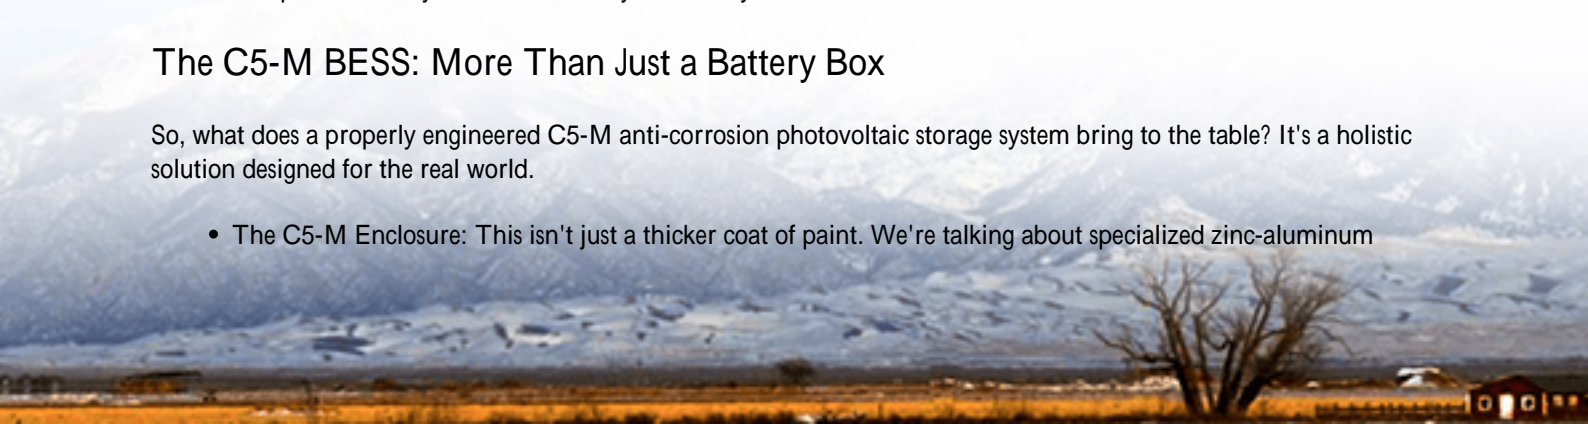 The C5-M BESS: More Than Just a Battery Box
So, what does a properly engineered C5-M anti-corrosion photovoltaic storage system bring to the table? It's a holistic
solution designed for the real world.
• The C5-M Enclosure: This isn't just a thicker coat of paint. We're talking about specialized zinc-aluminum